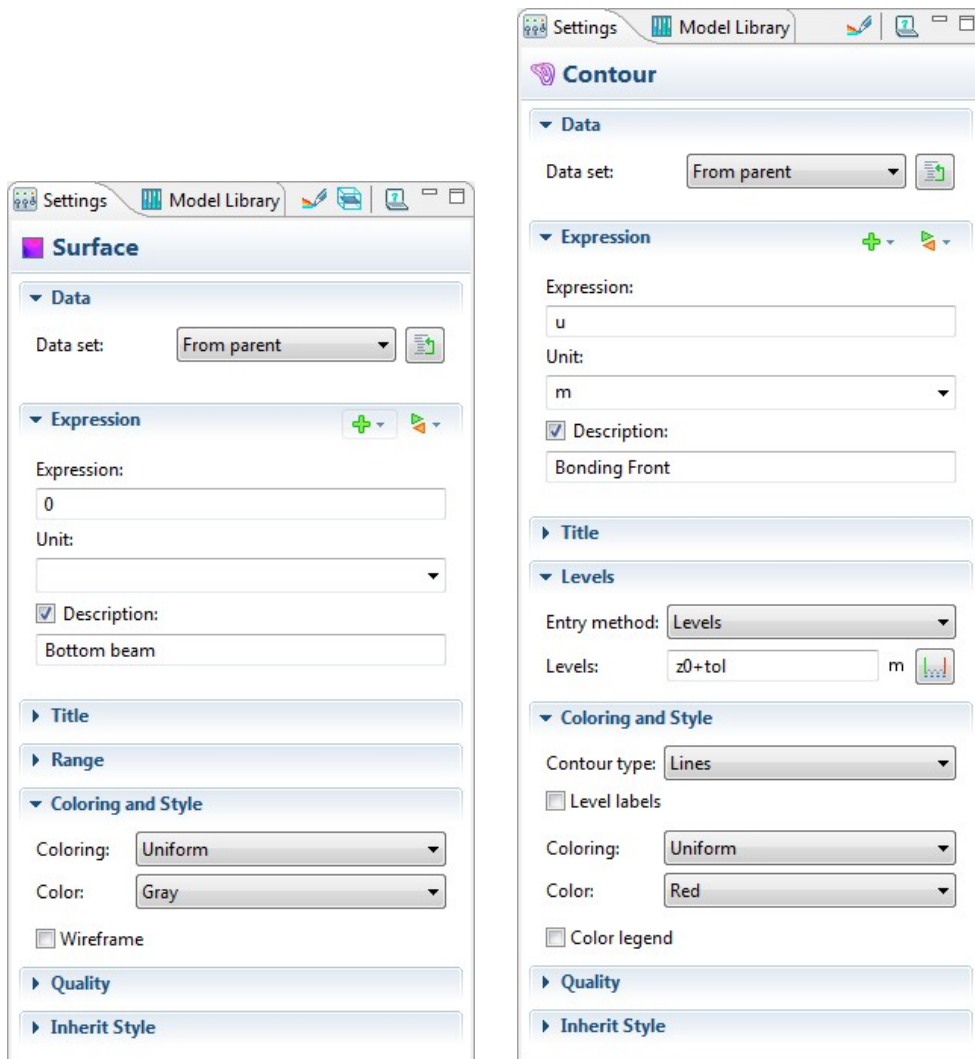 Settings
Model Library
Surface
Data
Data set:
From parent
Expression
Expression:
0
Unit:
Description:
Bottom beam
Title
Range
Coloring and Style
Coloring:
Uniform
Color:
Gray
Wireframe
Quality
Inherit Style
Settings
Model Library
Contour
Data
Data set:
From parent
Expression
Expression:
u
Unit:
m
Description:
Bonding Front
Title
Levels
Entry method:
Levels
Levels:
z0+tol
m
Coloring and Style
Contour type:
Lines
Level labels
Coloring:
Uniform
Color:
Red
Color legend
Quality
Inherit Style